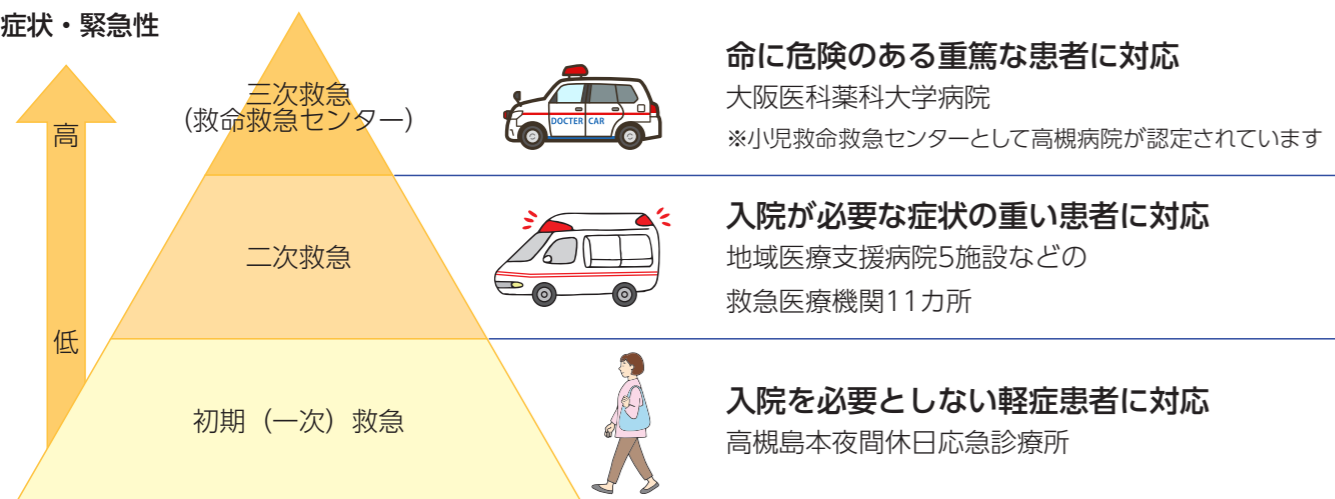 症状・緊急性
高
低
三次救急
(救命救急センター)
DOCTER CAR
命に危険のある重篤な患者に対応
大阪医科薬科大学病院
※小児救命救急センターとして高槻病院が認定されています
二次救急
入院が必要な症状の重い患者に対応
地域医療支援病院5施設などの
救急医療機関11カ所
初期（一次）救急
入院を必要としない軽症患者に対応
高槻島本夜間休日応急診療所